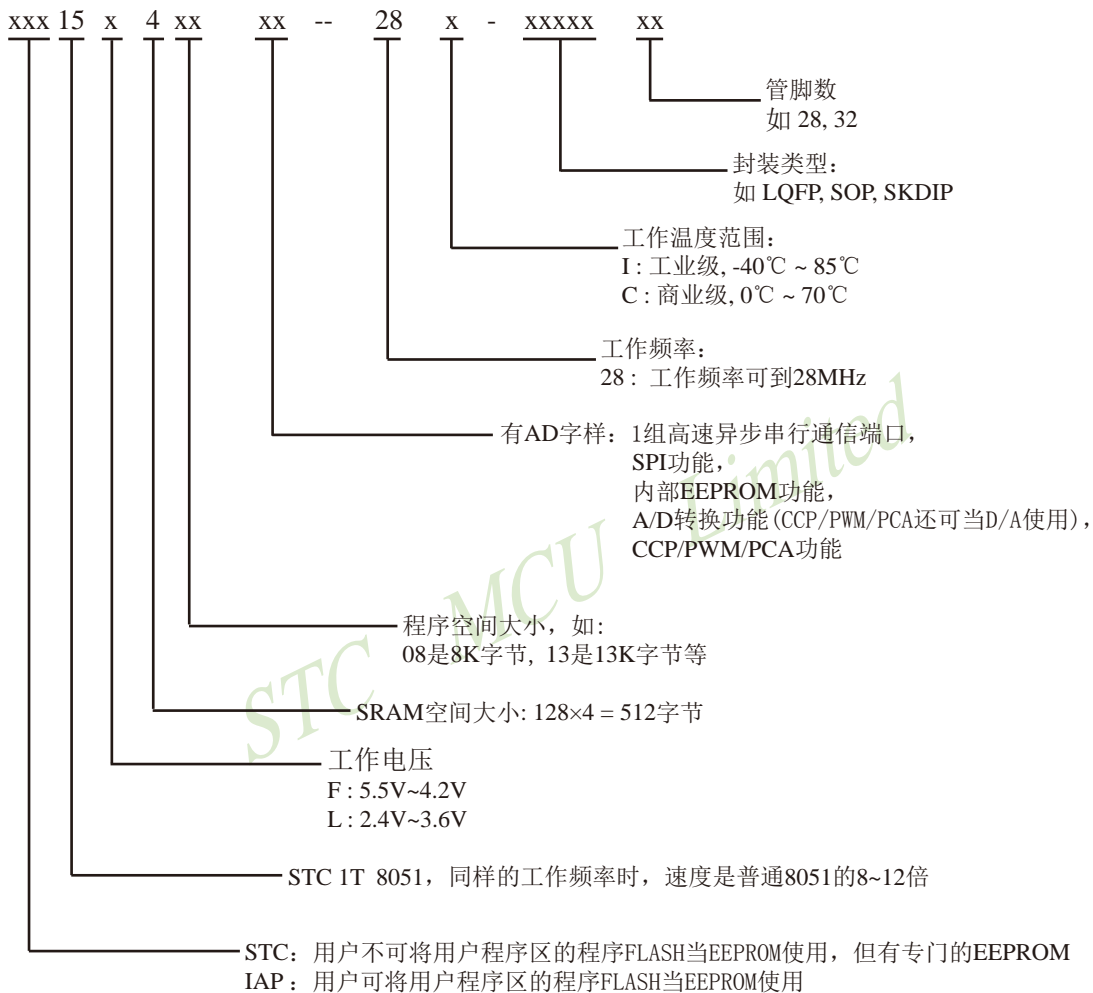 xxx 15 x 4 xx xx -- 28 x - xxxxx xx
管脚数
如 28, 32
封装类型：
如 LQFP, SOP, SKDIP
工作温度范围：
I : 工业级, -40℃ ~ 85℃
C : 商业级, 0℃ ~ 70℃
工作频率：
28 : 工作频率可到28MHz
有AD字样：1组高速异步串行通信端口，
SPI功能，
内部EEPROM功能，
A/D转换功能(CCP/PWM/PCA还可当D/A使用)，
CCP/PWM/PCA功能
程序空间大小，如:
08是8K字节, 13是13K字节等
SRAM空间大小: 128×4 = 512字节
工作电压
F : 5.5V~4.2V
L : 2.4V~3.6V
STC 1T 8051，同样的工作频率时，速度是普通8051的8~12倍
STC：用户不可将用户程序区的程序FLASH当EEPROM使用，但有专门的EEPROM
IAP：用户可将用户程序区的程序FLASH当EEPROM使用
STC MCU Limited